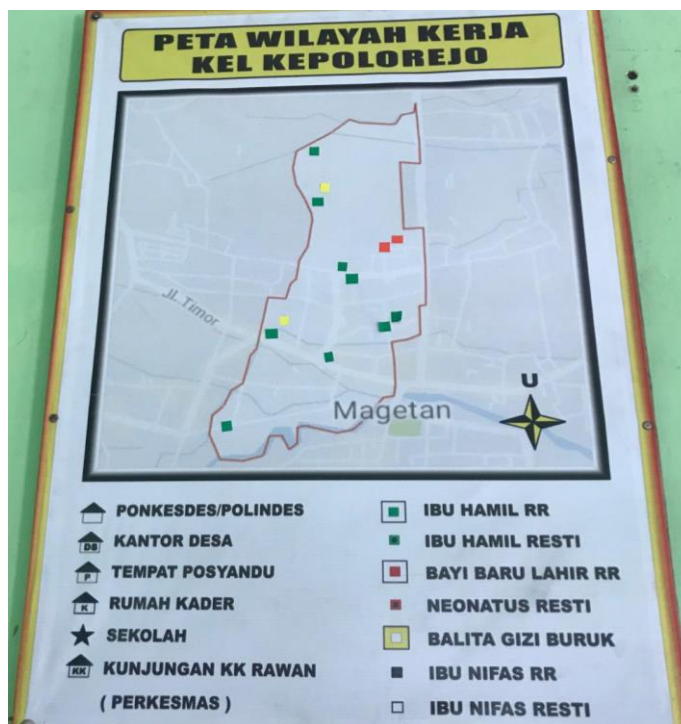 PETA WILAYAH KERJA
KEL KEPOLOREJO
Jl. Timor
Magetan
U
PONKESDES/POLINDES
DS KANTOR DESA
P TEMPAT POSYANDU
K RUMAH KADER
SEKOLAH
KK KUNJUNGAN KK RAWAN
( PERKESMAS )
IBU HAMIL RR
IBU HAMIL RESTI
BAYI BARU LAHIR RR
NEONATUS RESTI
BALITA GIZI BURUK
IBU NIFAS RR
IBU NIFAS RESTI